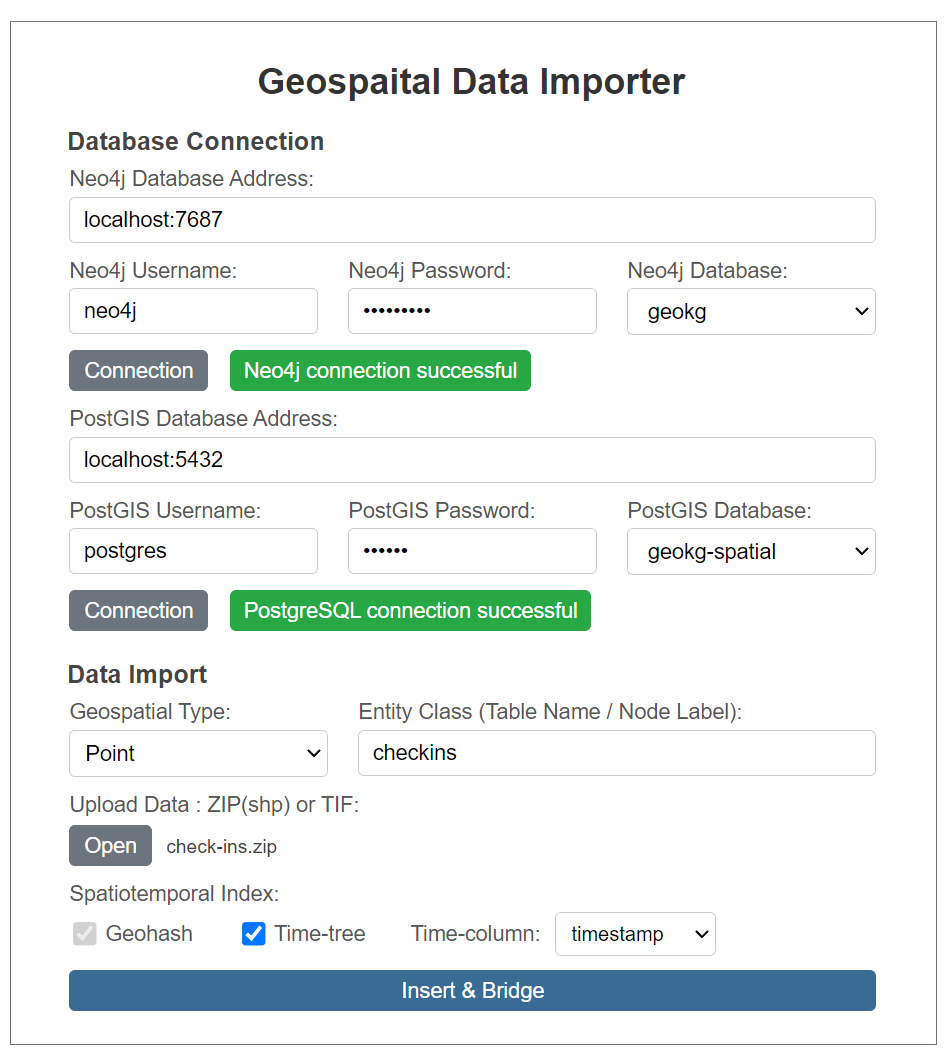 Geospaital Data Importer
Database Connection
Neo4j Database Address:
localhost:7687
Neo4j Username: Neo4j Password: Neo4j Database:
neo4j ••••••••• geokg
Connection Neo4j connection successful
PostGIS Database Address:
localhost:5432
PostGIS Username: PostGIS Password: PostGIS Database:
postgres •••••• geokg-spatial
Connection PostgreSQL connection successful
Data Import
Geospatial Type: Entity Class (Table Name / Node Label):
Point checkins
Upload Data : ZIP(shp) or TIF:
Open check-ins.zip
Spatiotemporal Index:
Geohash Time-tree Time-column: timestamp
Insert & Bridge